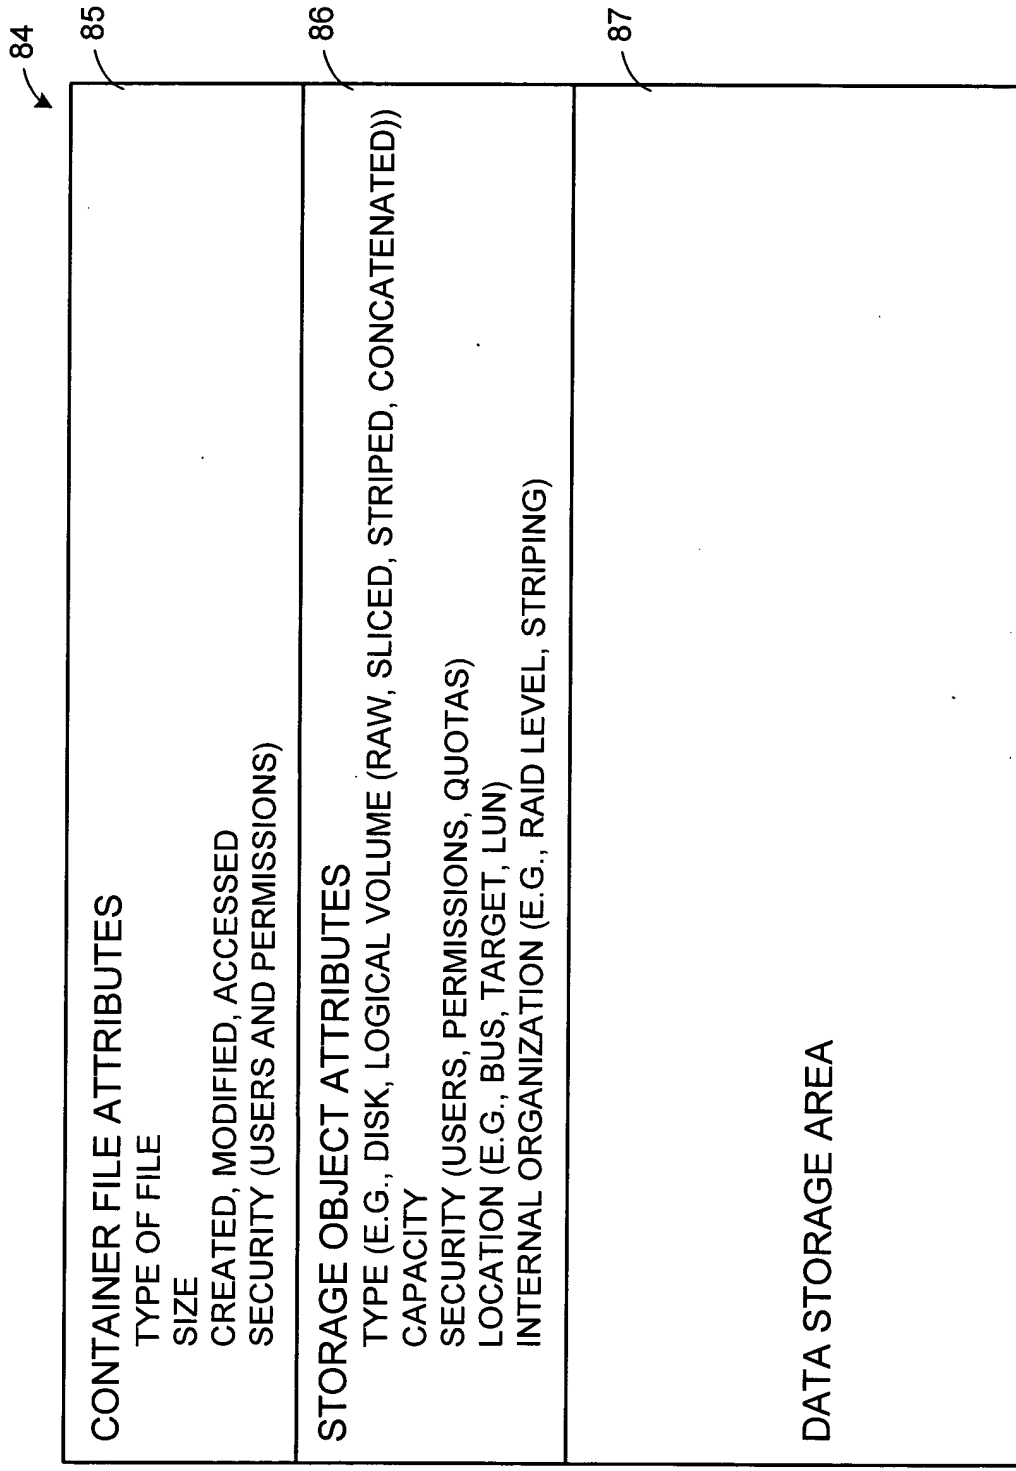 84
85
CONTAINER FILE ATTRIBUTES
TYPE OF FILE
SIZE
CREATED, MODIFIED, ACCESSED
SECURITY (USERS AND PERMISSIONS)
86
STORAGE OBJECT ATTRIBUTES
TYPE (E.G., DISK, LOGICAL VOLUME (RAW, SLICED, STRIPED, CONCATENATED))
CAPACITY
SECURITY (USERS, PERMISSIONS, QUOTAS)
LOCATION (E.G., BUS, TARGET, LUN)
INTERNAL ORGANIZATION (E.G., RAID LEVEL, STRIPING)
87
DATA STORAGE AREA